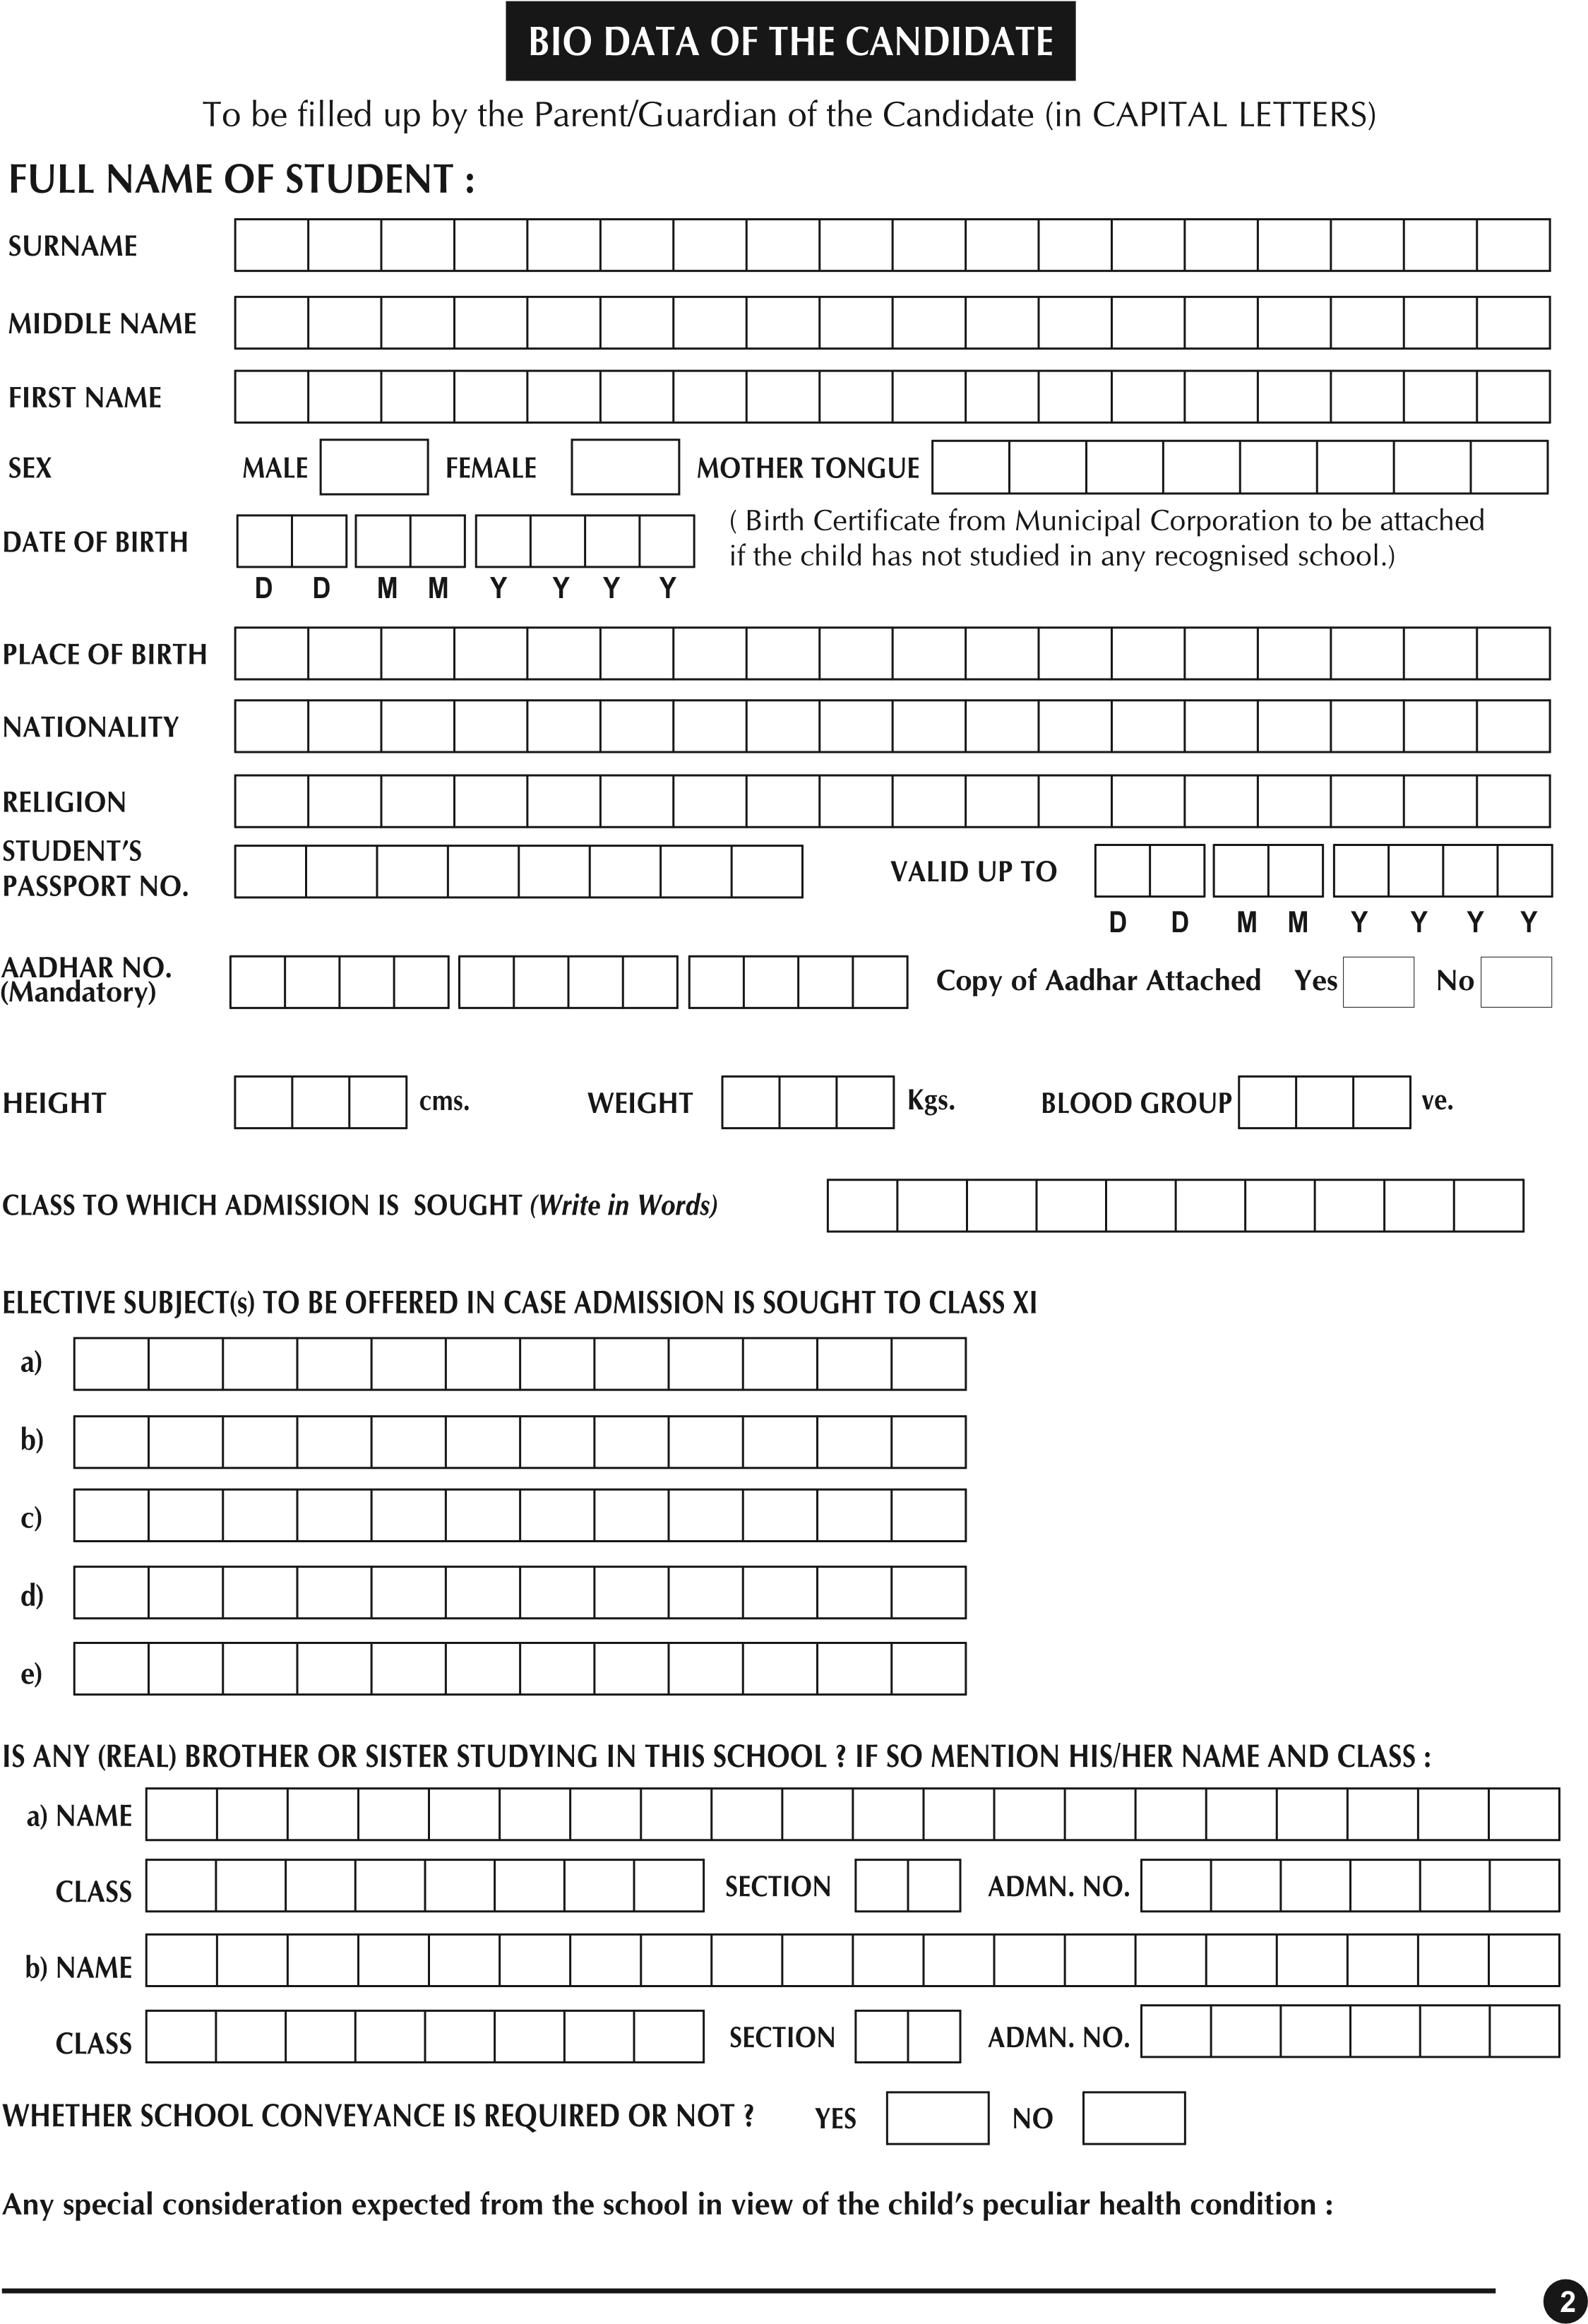 BIO DATA OF THE CANDIDATE
To be filled up by the Parent/Guardian of the Candidate (in CAPITAL LETTERS)
FULL NAME OF STUDENT :
SURNAME
MIDDLE NAME
FIRST NAME
SEX MALE FEMALE MOTHER TONGUE
DATE OF BIRTH ( Birth Certificate from Municipal Corporation to be attached
if the child has not studied in any recognised school.)
D D M M Y Y Y Y
PLACE OF BIRTH
NATIONALITY
RELIGION
STUDENT’S
PASSPORT NO. VALID UP TO
D D M M Y Y Y Y
AADHAR NO.
(Mandatory) Copy of Aadhar Attached Yes No
HEIGHT cms. WEIGHT Kgs. BLOOD GROUP ve.
CLASS TO WHICH ADMISSION IS SOUGHT (Write in Words)
ELECTIVE SUBJECT(s) TO BE OFFERED IN CASE ADMISSION IS SOUGHT TO CLASS XI
a)
b)
c)
d)
e)
IS ANY (REAL) BROTHER OR SISTER STUDYING IN THIS SCHOOL ? IF SO MENTION HIS/HER NAME AND CLASS :
a) NAME
CLASS SECTION ADMN. NO.
b) NAME
CLASS SECTION ADMN. NO.
WHETHER SCHOOL CONVEYANCE IS REQUIRED OR NOT ? YES NO
Any special consideration expected from the school in view of the child’s peculiar health condition :
2